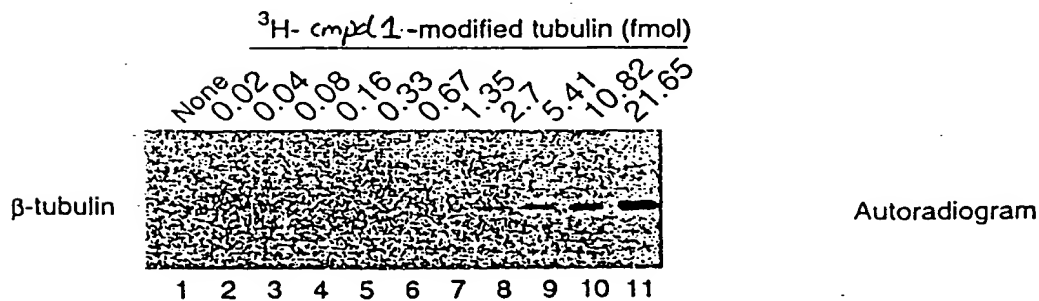 ³H- cmpd 1-modified tubulin (fmol)
None 0.02 0.04 0.08 0.16 0.33 0.67 1.35 2.7 5.41 10.82 21.65
β-tubulin
Autoradiogram
1 2 3 4 5 6 7 8 9 10 11